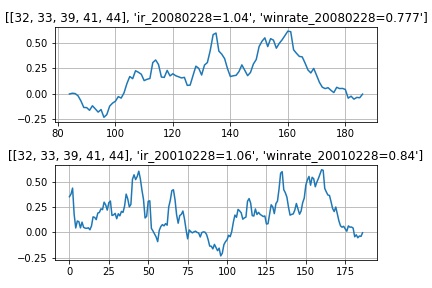 [[32, 33, 39, 41, 44], 'ir_20080228=1.04', 'winrate_20080228=0.777']
0.50
0.25
0.00
−0.25
80 100 120 140 160 180
[[32, 33, 39, 41, 44], 'ir_20010228=1.06', 'winrate_20010228=0.84']
0.50
0.25
0.00
−0.25
0 25 50 75 100 125 150 175